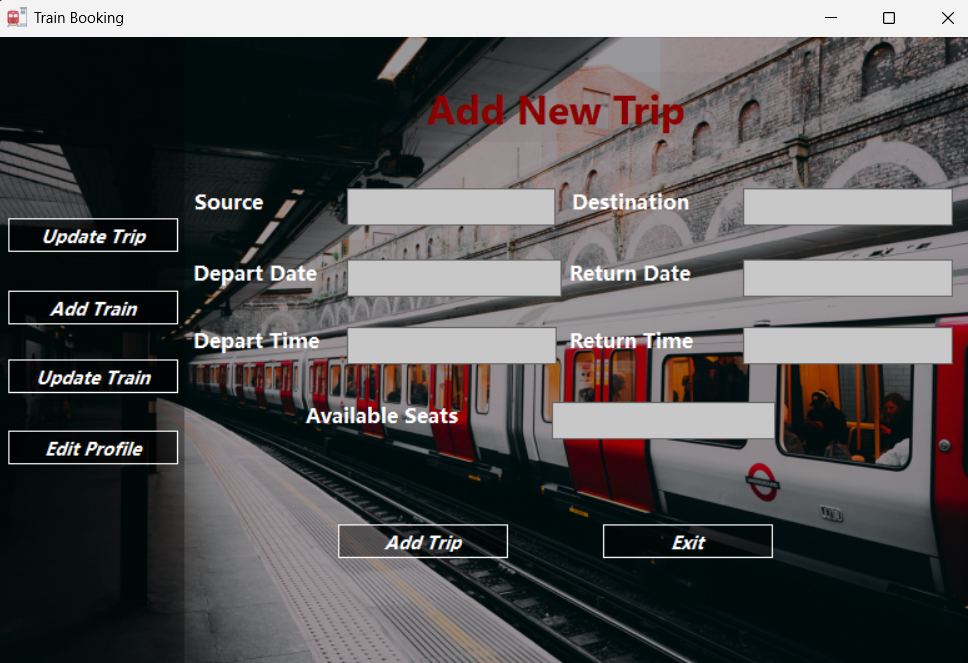 Train Booking
Add New Trip
Source
Destination
Update Trip
Depart Date
Return Date
Add Train
Depart Time
Return Time
Update Train
Available Seats
Edit Profile
UNDERGROUND
Add Trip
Exit